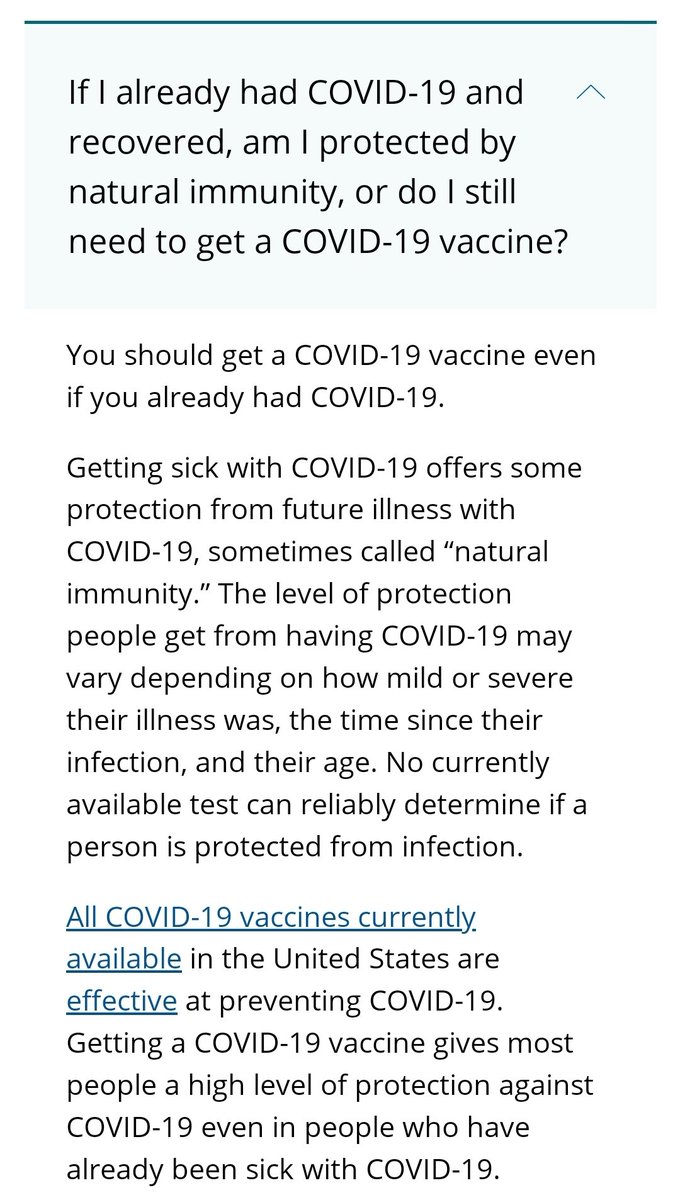 If I already had COVID-19 and
recovered, am I protected by
natural immunity, or do I still
need to get a COVID-19 vaccine?
You should get a COVID-19 vaccine even
if you already had COVID-19.
Getting sick with COVID-19 offers some
protection from future illness with
COVID-19, sometimes called “natural
immunity.” The level of protection
people get from having COVID-19 may
vary depending on how mild or severe
their illness was, the time since their
infection, and their age. No currently
available test can reliably determine if a
person is protected from infection.
All COVID-19 vaccines currently
available in the United States are
effective at preventing COVID-19.
Getting a COVID-19 vaccine gives most
people a high level of protection against
COVID-19 even in people who have
already been sick with COVID-19.